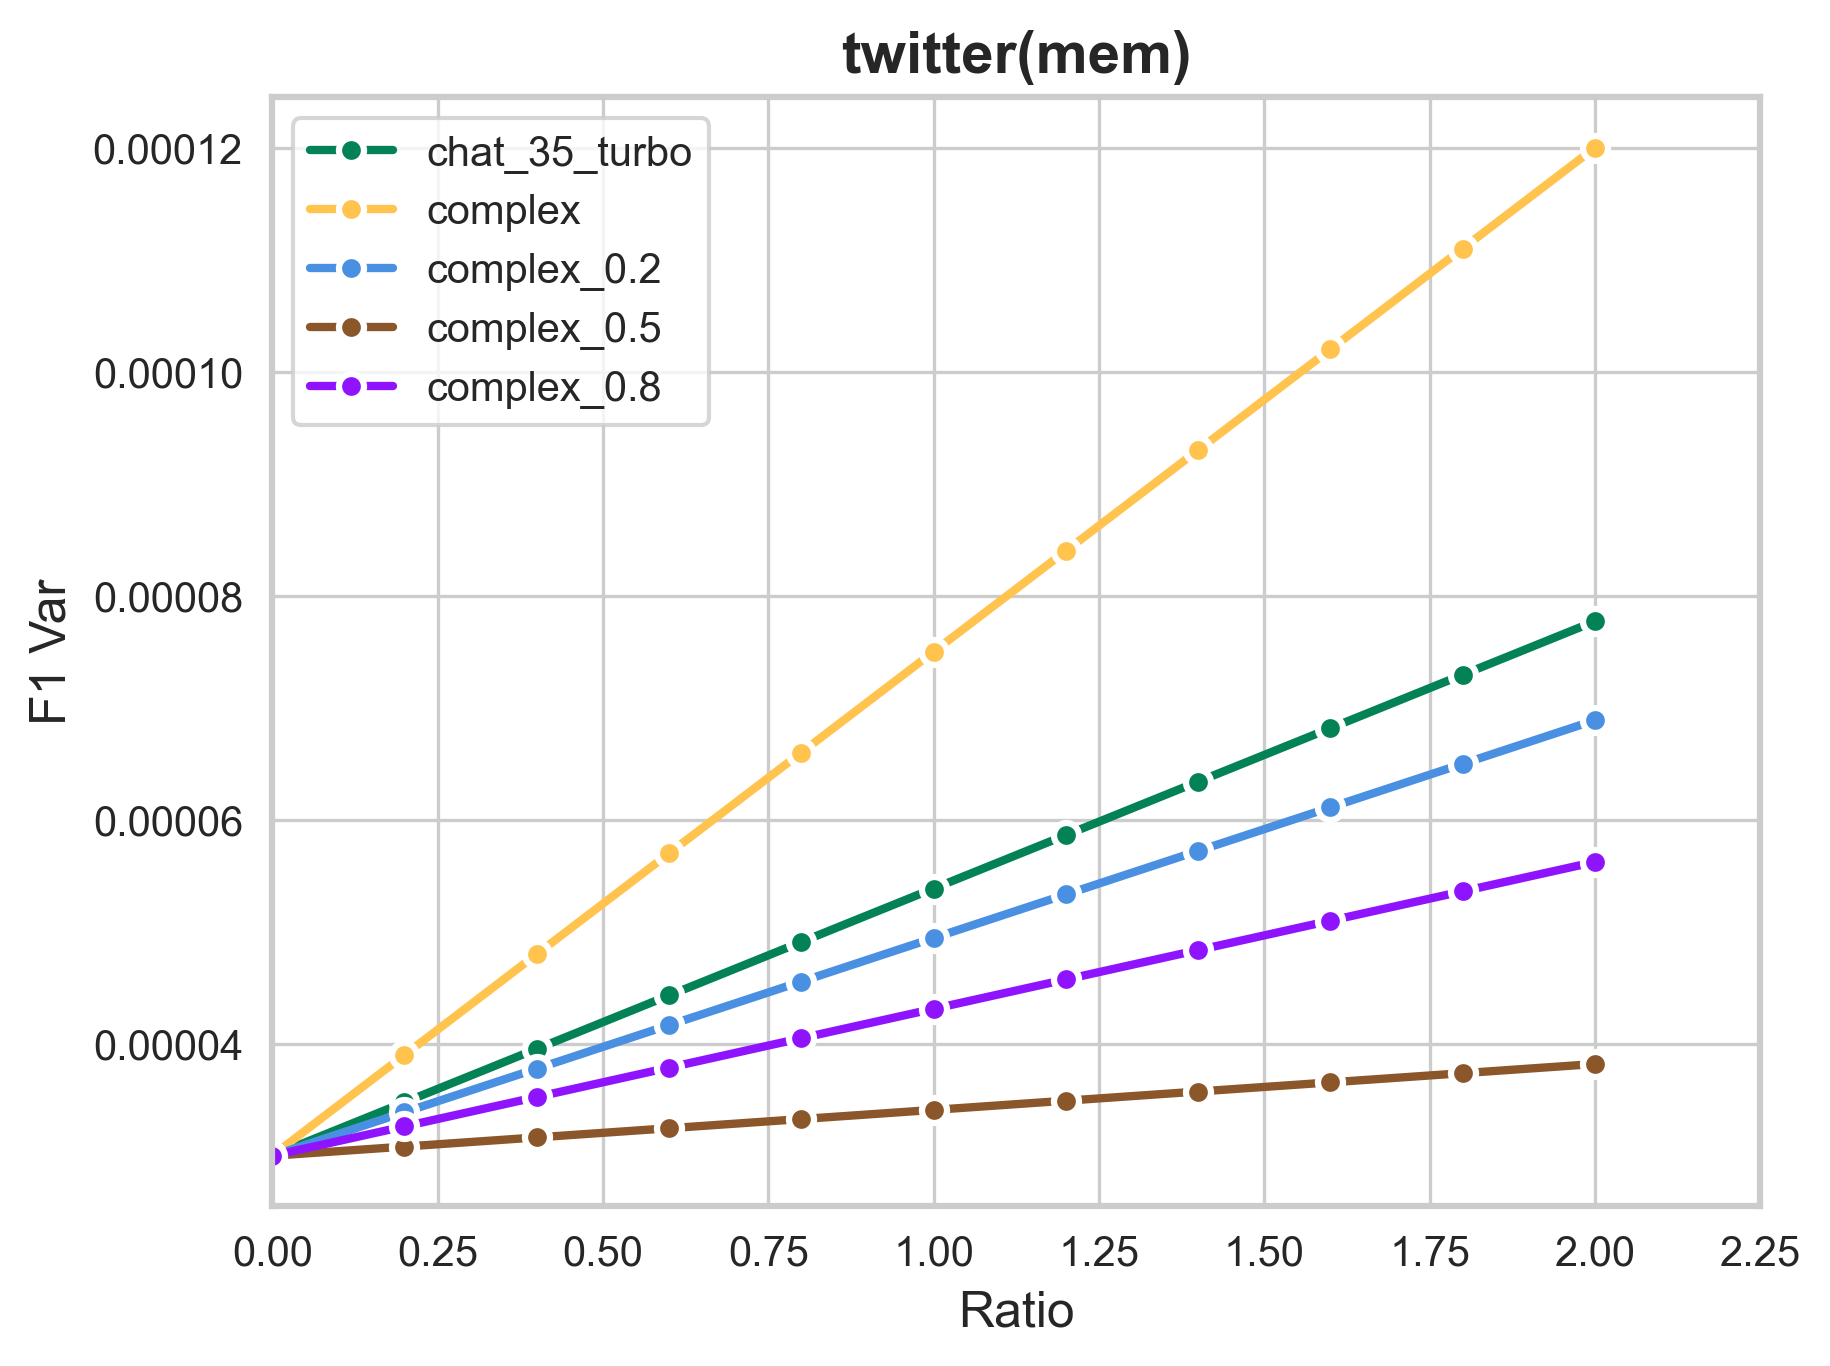 twitter(mem)
chat_35_turbo
complex
complex_0.2
complex_0.5
complex_0.8
0.00012
0.00010
0.00008
0.00006
0.00004
F1 Var
0.00 0.25 0.50 0.75 1.00 1.25 1.50 1.75 2.00 2.25
Ratio